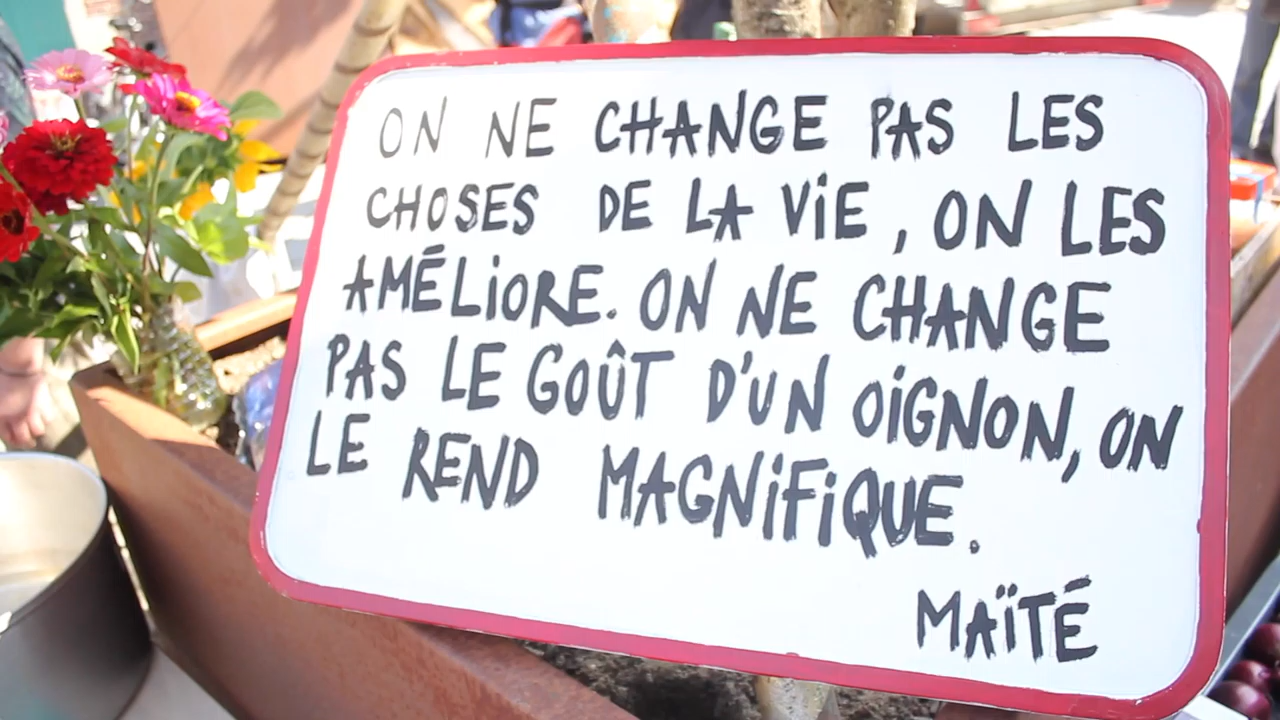 ON NE CHANGE PAS LES
CHOSES DE LA ViE, ON LES
AMÉLiORE. ON NE CHANGE
PAS LE GOÛT D'UN OiGNON, ON
LE REND MAGNiFiQUE.
MAÏTÉ